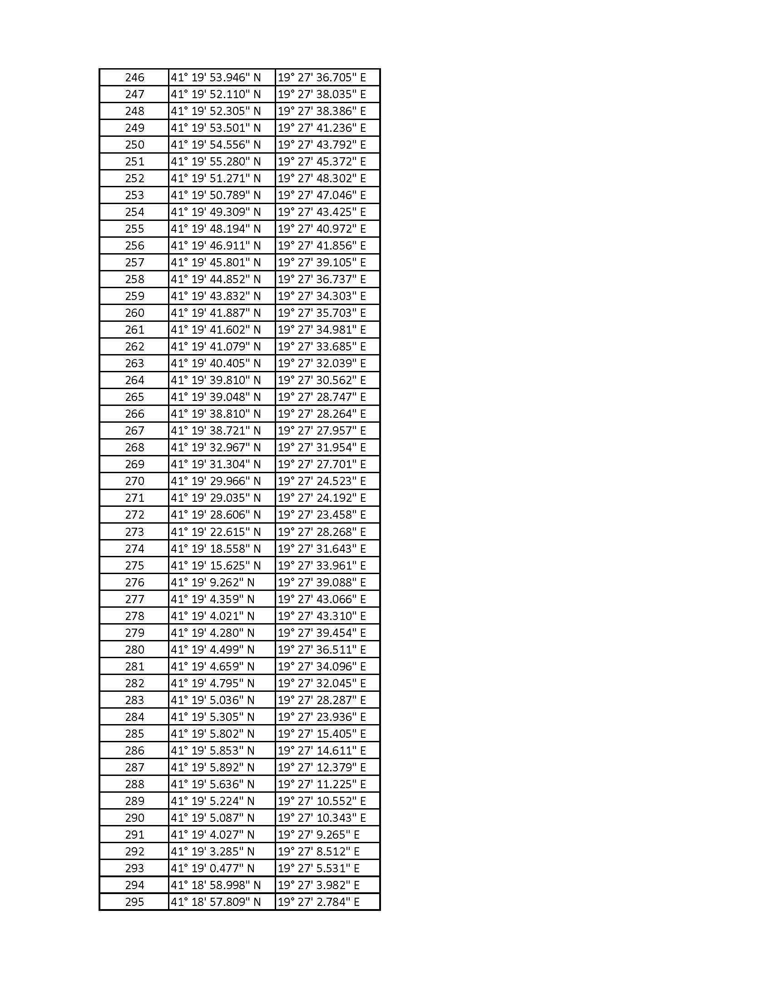 246 41° 19' 53.946" N 19° 27' 36.705" E
247 41° 19' 52.110" N 19° 27' 38.035" E
248 41° 19' 52.305" N 19° 27' 38.386" E
249 41° 19' 53.501" N 19° 27' 41.236" E
250 41° 19' 54.556" N 19° 27' 43.792" E
251 41° 19' 55.280" N 19° 27' 45.372" E
252 41° 19' 51.271" N 19° 27' 48.302" E
253 41° 19' 50.789" N 19° 27' 47.046" E
254 41° 19' 49.309" N 19° 27' 43.425" E
255 41° 19' 48.194" N 19° 27' 40.972" E
256 41° 19' 46.911" N 19° 27' 41.856" E
257 41° 19' 45.801" N 19° 27' 39.105" E
258 41° 19' 44.852" N 19° 27' 36.737" E
259 41° 19' 43.832" N 19° 27' 34.303" E
260 41° 19' 41.887" N 19° 27' 35.703" E
261 41° 19' 41.602" N 19° 27' 34.981" E
262 41° 19' 41.079" N 19° 27' 33.685" E
263 41° 19' 40.405" N 19° 27' 32.039" E
264 41° 19' 39.810" N 19° 27' 30.562" E
265 41° 19' 39.048" N 19° 27' 28.747" E
266 41° 19' 38.810" N 19° 27' 28.264" E
267 41° 19' 38.721" N 19° 27' 27.957" E
268 41° 19' 32.967" N 19° 27' 31.954" E
269 41° 19' 31.304" N 19° 27' 27.701" E
270 41° 19' 29.966" N 19° 27' 24.523" E
271 41° 19' 29.035" N 19° 27' 24.192" E
272 41° 19' 28.606" N 19° 27' 23.458" E
273 41° 19' 22.615" N 19° 27' 28.268" E
274 41° 19' 18.558" N 19° 27' 31.643" E
275 41° 19' 15.625" N 19° 27' 33.961" E
276 41° 19' 9.262" N 19° 27' 39.088" E
277 41° 19' 4.359" N 19° 27' 43.066" E
278 41° 19' 4.021" N 19° 27' 43.310" E
279 41° 19' 4.280" N 19° 27' 39.454" E
280 41° 19' 4.499" N 19° 27' 36.511" E
281 41° 19' 4.659" N 19° 27' 34.096" E
282 41° 19' 4.795" N 19° 27' 32.045" E
283 41° 19' 5.036" N 19° 27' 28.287" E
284 41° 19' 5.305" N 19° 27' 23.936" E
285 41° 19' 5.802" N 19° 27' 15.405" E
286 41° 19' 5.853" N 19° 27' 14.611" E
287 41° 19' 5.892" N 19° 27' 12.379" E
288 41° 19' 5.636" N 19° 27' 11.225" E
289 41° 19' 5.224" N 19° 27' 10.552" E
290 41° 19' 5.087" N 19° 27' 10.343" E
291 41° 19' 4.027" N 19° 27' 9.265" E
292 41° 19' 3.285" N 19° 27' 8.512" E
293 41° 19' 0.477" N 19° 27' 5.531" E
294 41° 18' 58.998" N 19° 27' 3.982" E
295 41° 18' 57.809" N 19° 27' 2.784" E